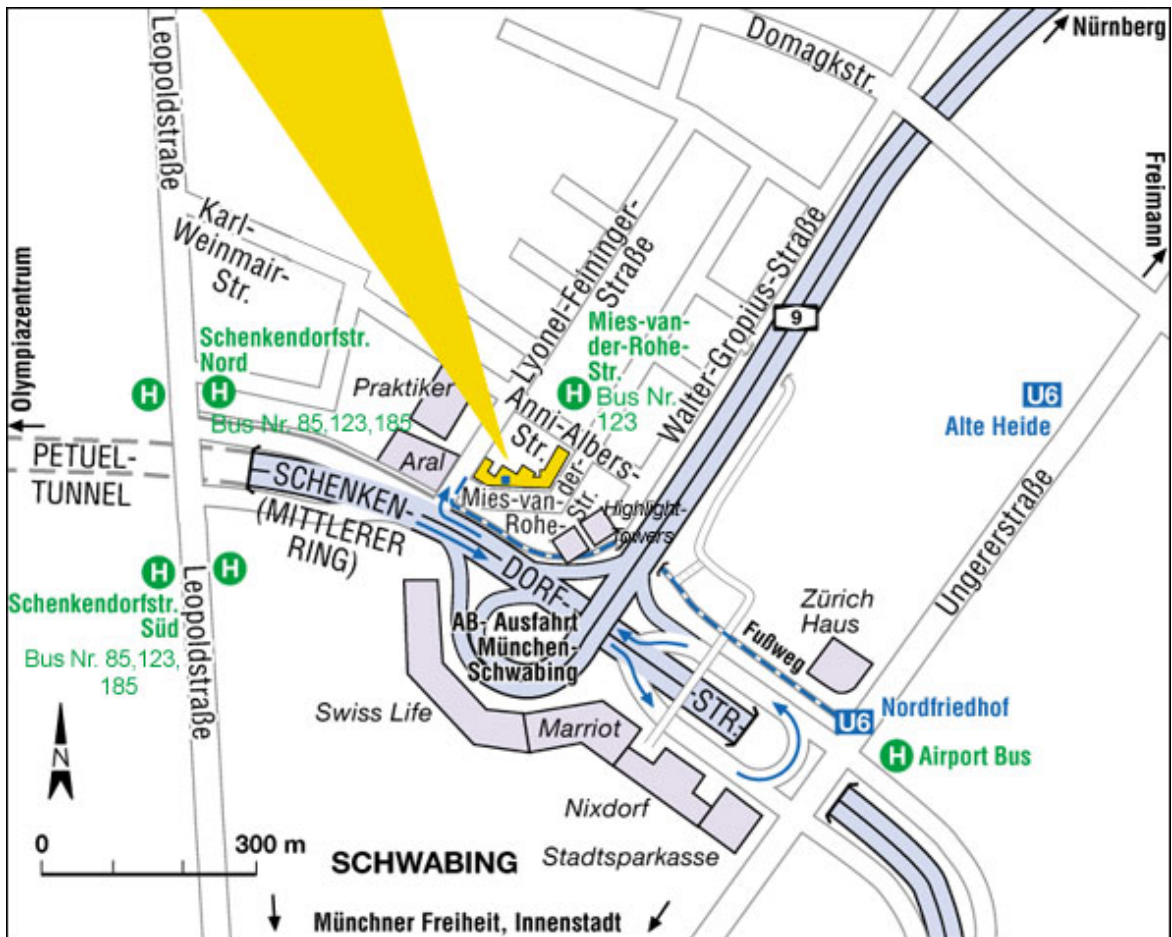 Leopoldstraße
Domagkstr.
Nürnberg
Freimann
Karl-
Weinmair-
Str.
Lyonel-Feininger-
Straße
Walter-Gropius-Straße
9
Olympiazentrum
Schenkendorfstr.
Nord
H
H
Bus Nr. 85,123,185
Praktiker
Mies-van-
der-Rohe-
Str.
H
Bus Nr.
123
Anni-Albers-
Str.
U6
Alte Heide
PETUEL-
TUNNEL
Aral
SCHENKEN-
DORF-
STR.
(MITTLERER
RING)
Mies-van-
der-
Rohe-
Str.
Highlight-
Towers
Ungererstraße
H
H
Schenkendorfstr.
Süd
Bus Nr. 85,123,
185
Leopoldstraße
AB- Ausfahrt
München-
Schwabing
Fußweg
Zürich
Haus
U6
Nordfriedhof
H
Airport Bus
Swiss Life
Marriot
Nixdorf
Stadtsparkasse
N
0
300 m
SCHWABING
Münchner Freiheit, Innenstadt